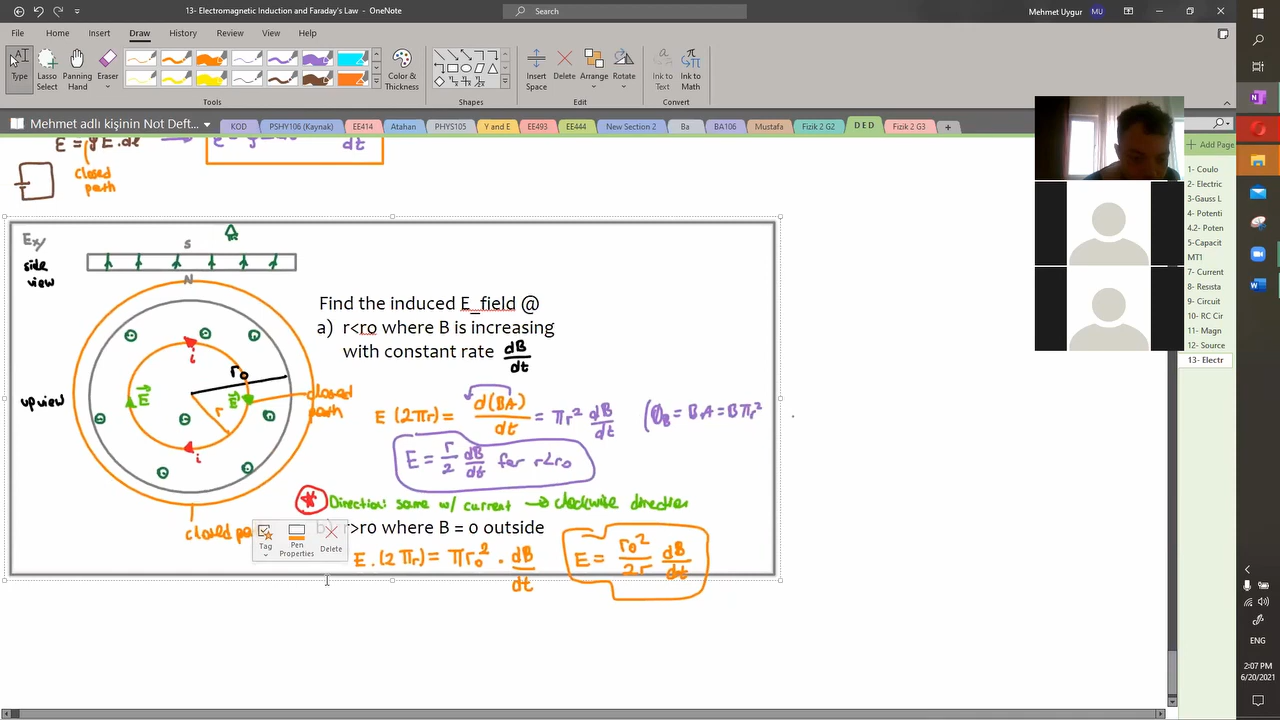 13- Electromagnetic Induction and Faraday's Law - OneNote
Search
Mehmet Uygur
MU
File Home Insert Draw History Review View Help
Type
Lasso Select
Panning Hand
Eraser
Color & Thickness
Insert Space
Delete
Arrange
Rotate
Ink to Text
Ink to Math
Tools
Shapes
Edit
Convert
Mehmet adlı kişinin Not Deft...
KOD
PSHY106 (Kaynak)
EE414
Atahan
PHYS105
Y and E
EE493
EE444
New Section 2
Ba
BA106
Mustafa
Fizik 2 G2
D E D
Fizik 2 G3
Add Page
1- Coulo
2- Electric
3-Gauss L
4- Potenti
4.2- Poten
5-Capacit
MT1
7- Current
8- Resista
9- Circuit
10- RC Cir
11- Magn
12- Source
13- Electr
dt
closed path
Ex/
side view
S
N
B
up view
i
r₀
r
E
E
i
closed path
Find the induced E_field @
a) r<ro where B is increasing
with constant rate dB/dt
E (2πr) = d(BA)/dt = πr² dB/dt (Φ_B = BA = Bπr²
E = r/2 dB/dt for r<r₀
* Direction: same w/ current → clockwise direction
r>ro where B = 0 outside
E.(2πr) = πr₀² · dB/dt
E = r₀²/2r dB/dt
Tag
Pen Properties
Delete
ENG
2:07 PM
6/20/2021